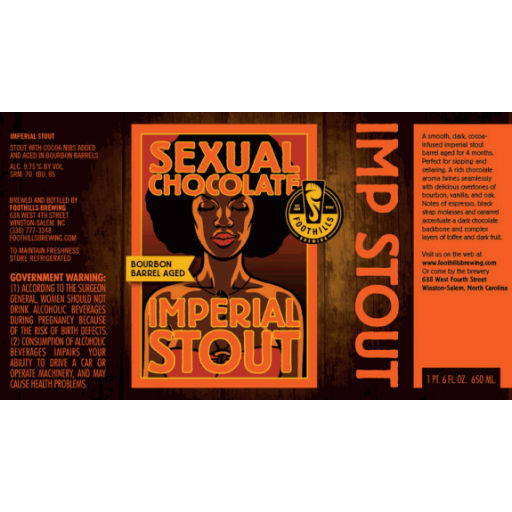 IMPERIAL STOUT
STOUT WITH COCOA NIBS ADDED
AND AGED IN BOURBON BARRELS
ALC. 9.75 % BY VOL.
SRM: 70 IBG: 85
BREWED AND BOTTLED BY
FOOTHILLS BREWING
638 WEST 4TH STREET
WINSTON-SALEM NC
(336) 777-3348
FOOTHILLSBREWING.COM
TO MAINTAIN FRESHNESS
STORE REFRIGERATED
GOVERNMENT WARNING:
(1) ACCORDING TO THE SURGEON
GENERAL, WOMEN SHOULD NOT
DRINK ALCOHOLIC BEVERAGES
DURING PREGNANCY BECAUSE
OF THE RISK OF BIRTH DEFECTS.
(2) CONSUMPTION OF ALCOHOLIC
BEVERAGES IMPAIRS YOUR
ABILITY TO DRIVE A CAR OR
OPERATE MACHINERY, AND MAY
CAUSE HEALTH PROBLEMS.
SEXUAL
CHOCOLATE
FOOTHILLS
BREWING
BOURBON
BARREL AGED
IMPERIAL
STOUT
IMP STOUT
A smooth, dark, cocoa-
infused imperial stout
barrel aged for 4 months.
Perfect for sipping and
cellaring. A rich chocolate
aroma twines seamlessly
with delicious overtones of
bourbon, vanilla, and oak.
Notes of espresso, black
strap molasses and caramel
accentuate a dark chocolate
backbone and complex
layers of toffee and dark fruit.
Visit us on the web at
www.foothillsbrewing.com
Or come by the brewery
638 West Fourth Street
Winston-Salem, North Carolina
1 PT. 6 FL. OZ. 650 ML.